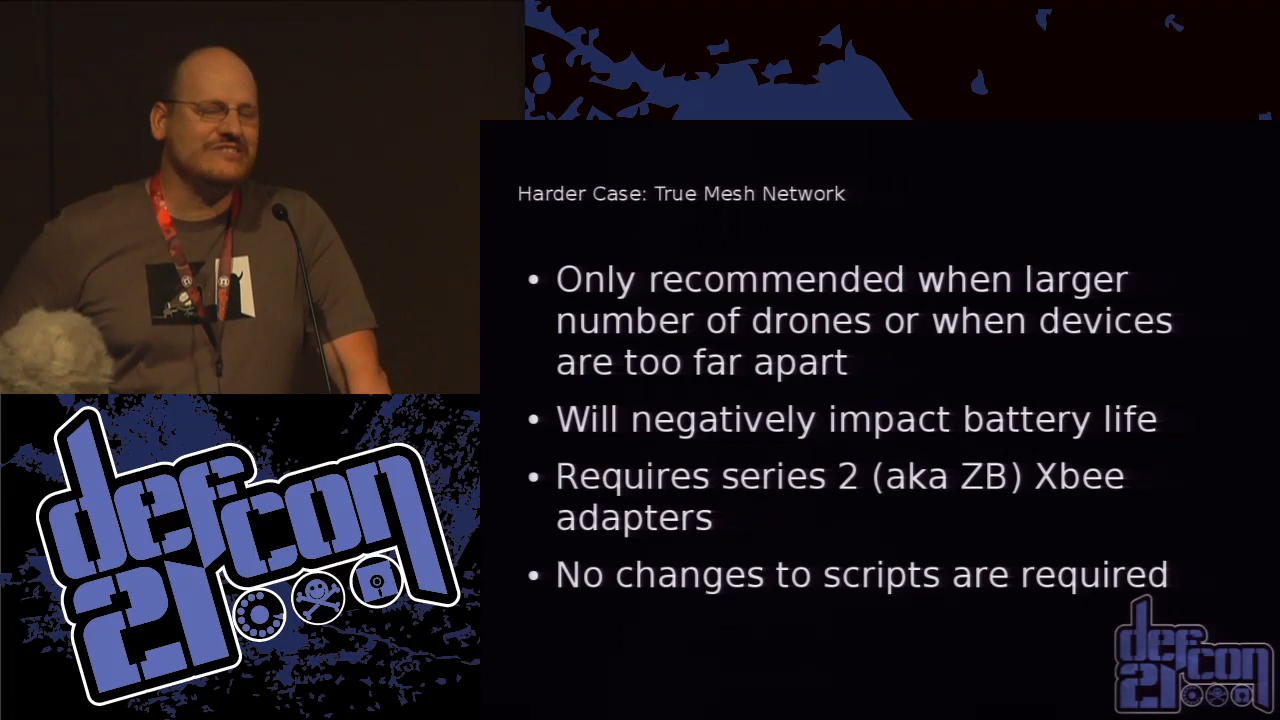 Harder Case: True Mesh Network
• Only recommended when larger
number of drones or when devices
are too far apart
• Will negatively impact battery life
• Requires series 2 (aka ZB) Xbee
adapters
• No changes to scripts are required
defcon
21
defcon
21